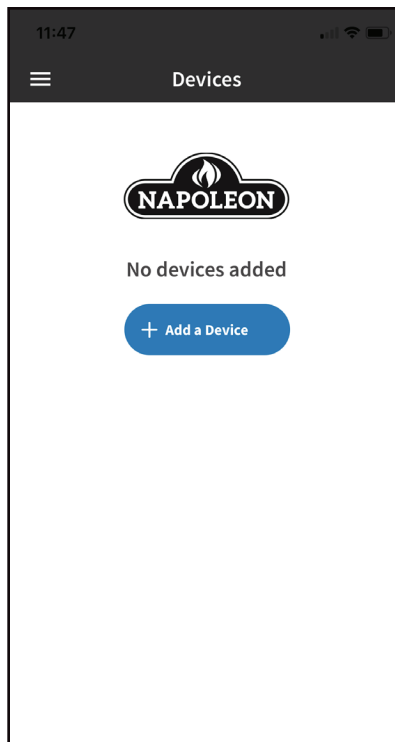 11:47
Devices
NAPOLEON
No devices added
Add a Device